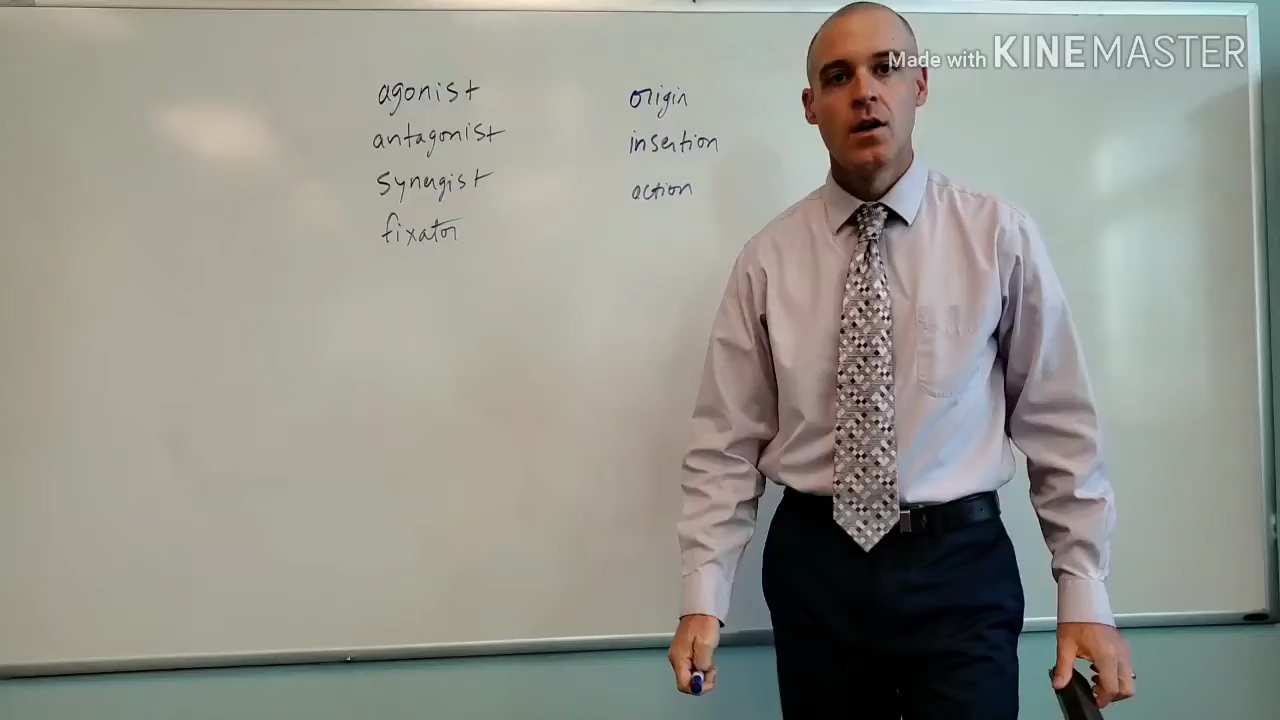 Made with KINEMASTER
agonist
antagonist
synergist
fixator
origin
insertion
action